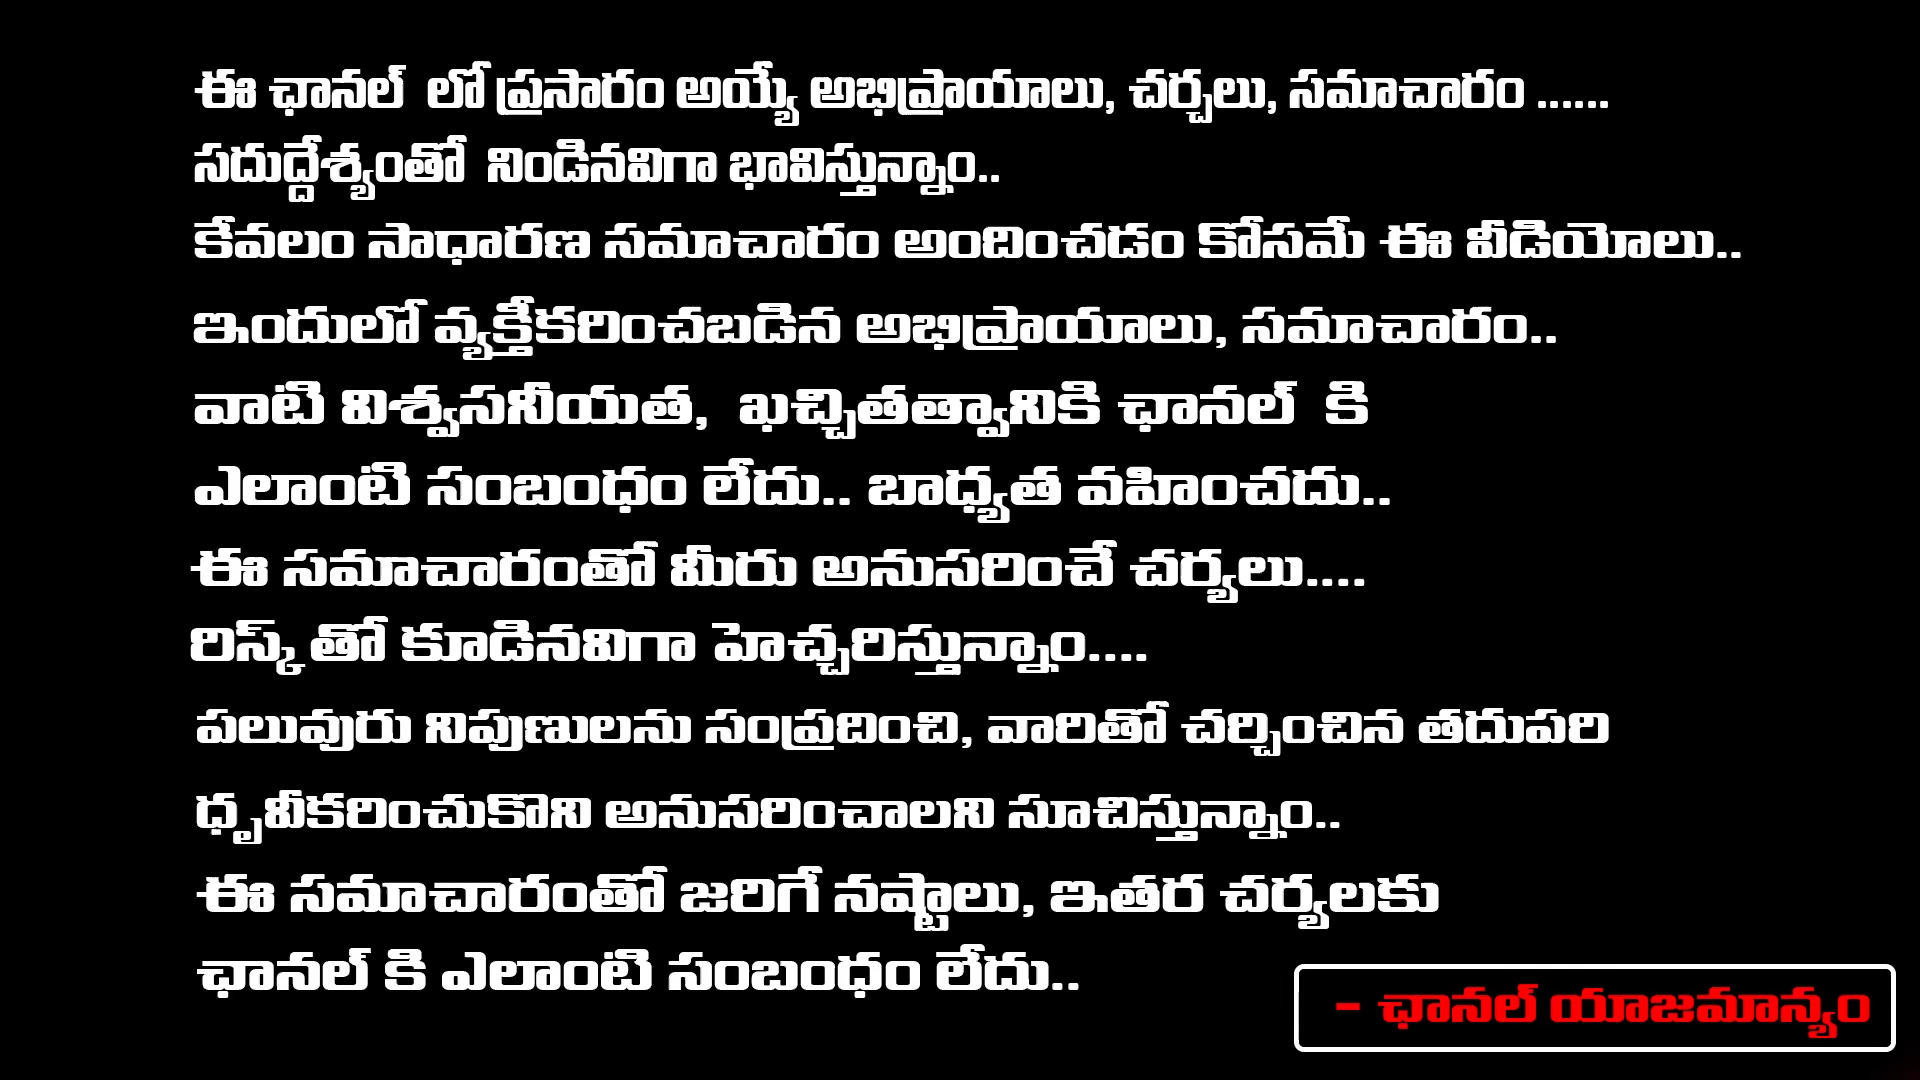 ఈ ఛానల్ లో ప్రసారం అయ్యే అభిప్రాయాలు, చర్చలు, సమాచారం ......
సదుద్దేశ్యంతో నిండినవిగా భావిస్తున్నాం..
కేవలం సాధారణ సమాచారం అందించడం కోసమే ఈ వీడియోలు..
ఇందులో వ్యక్తీకరించబడిన అభిప్రాయాలు, సమాచారం..
వాటి విశ్వసనీయత, ఖచ్చితత్వానికి ఛానల్ కి
ఎలాంటి సంబంధం లేదు.. బాధ్యత వహించదు..
ఈ సమాచారంతో మీరు అనుసరించే చర్యలు....
రిస్క్ తో కూడినవిగా హెచ్చరిస్తున్నాం....
పలువురు నిపుణులను సంప్రదించి, వారితో చర్చించిన తదుపరి
ధృవీకరించుకొని అనుసరించాలని సూచిస్తున్నాం..
ఈ సమాచారంతో జరిగే నష్టాలు, ఇతర చర్యలకు
ఛానల్ కి ఎలాంటి సంబంధం లేదు..
- ఛానల్ యాజమాన్యం